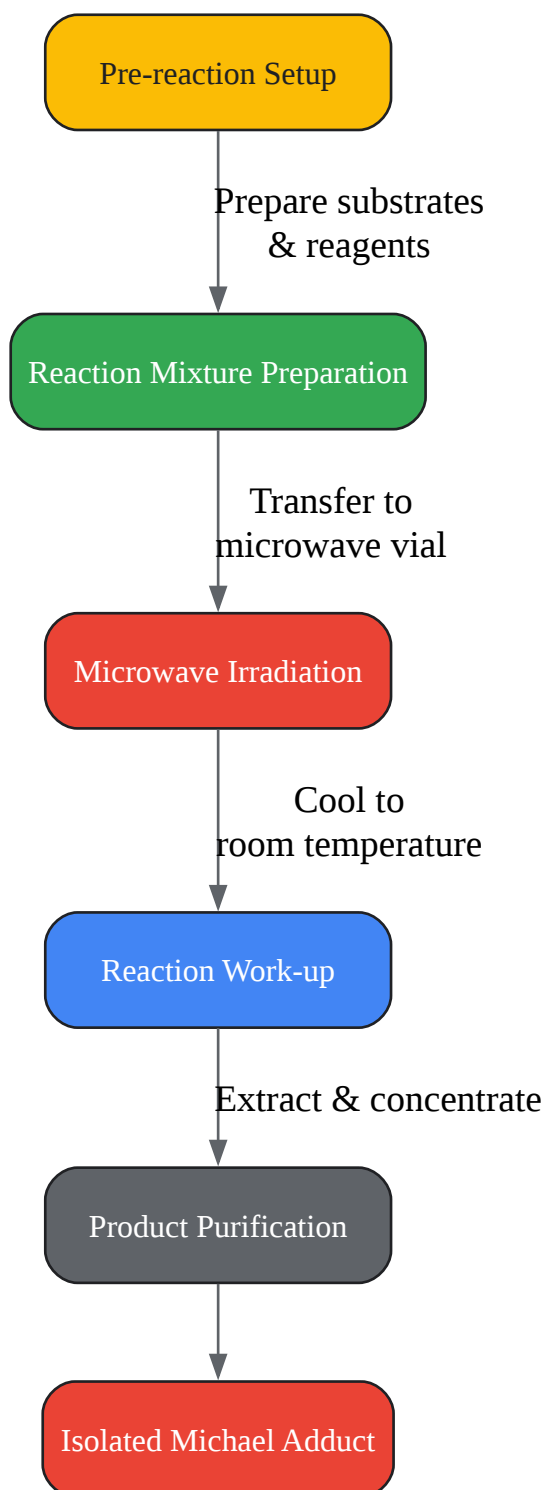 Pre-reaction Setup
Prepare substrates
& reagents
Reaction Mixture Preparation
Transfer to
microwave vial
Microwave Irradiation
Cool to
room temperature
Reaction Work-up
Extract & concentrate
Product Purification
Isolated Michael Adduct